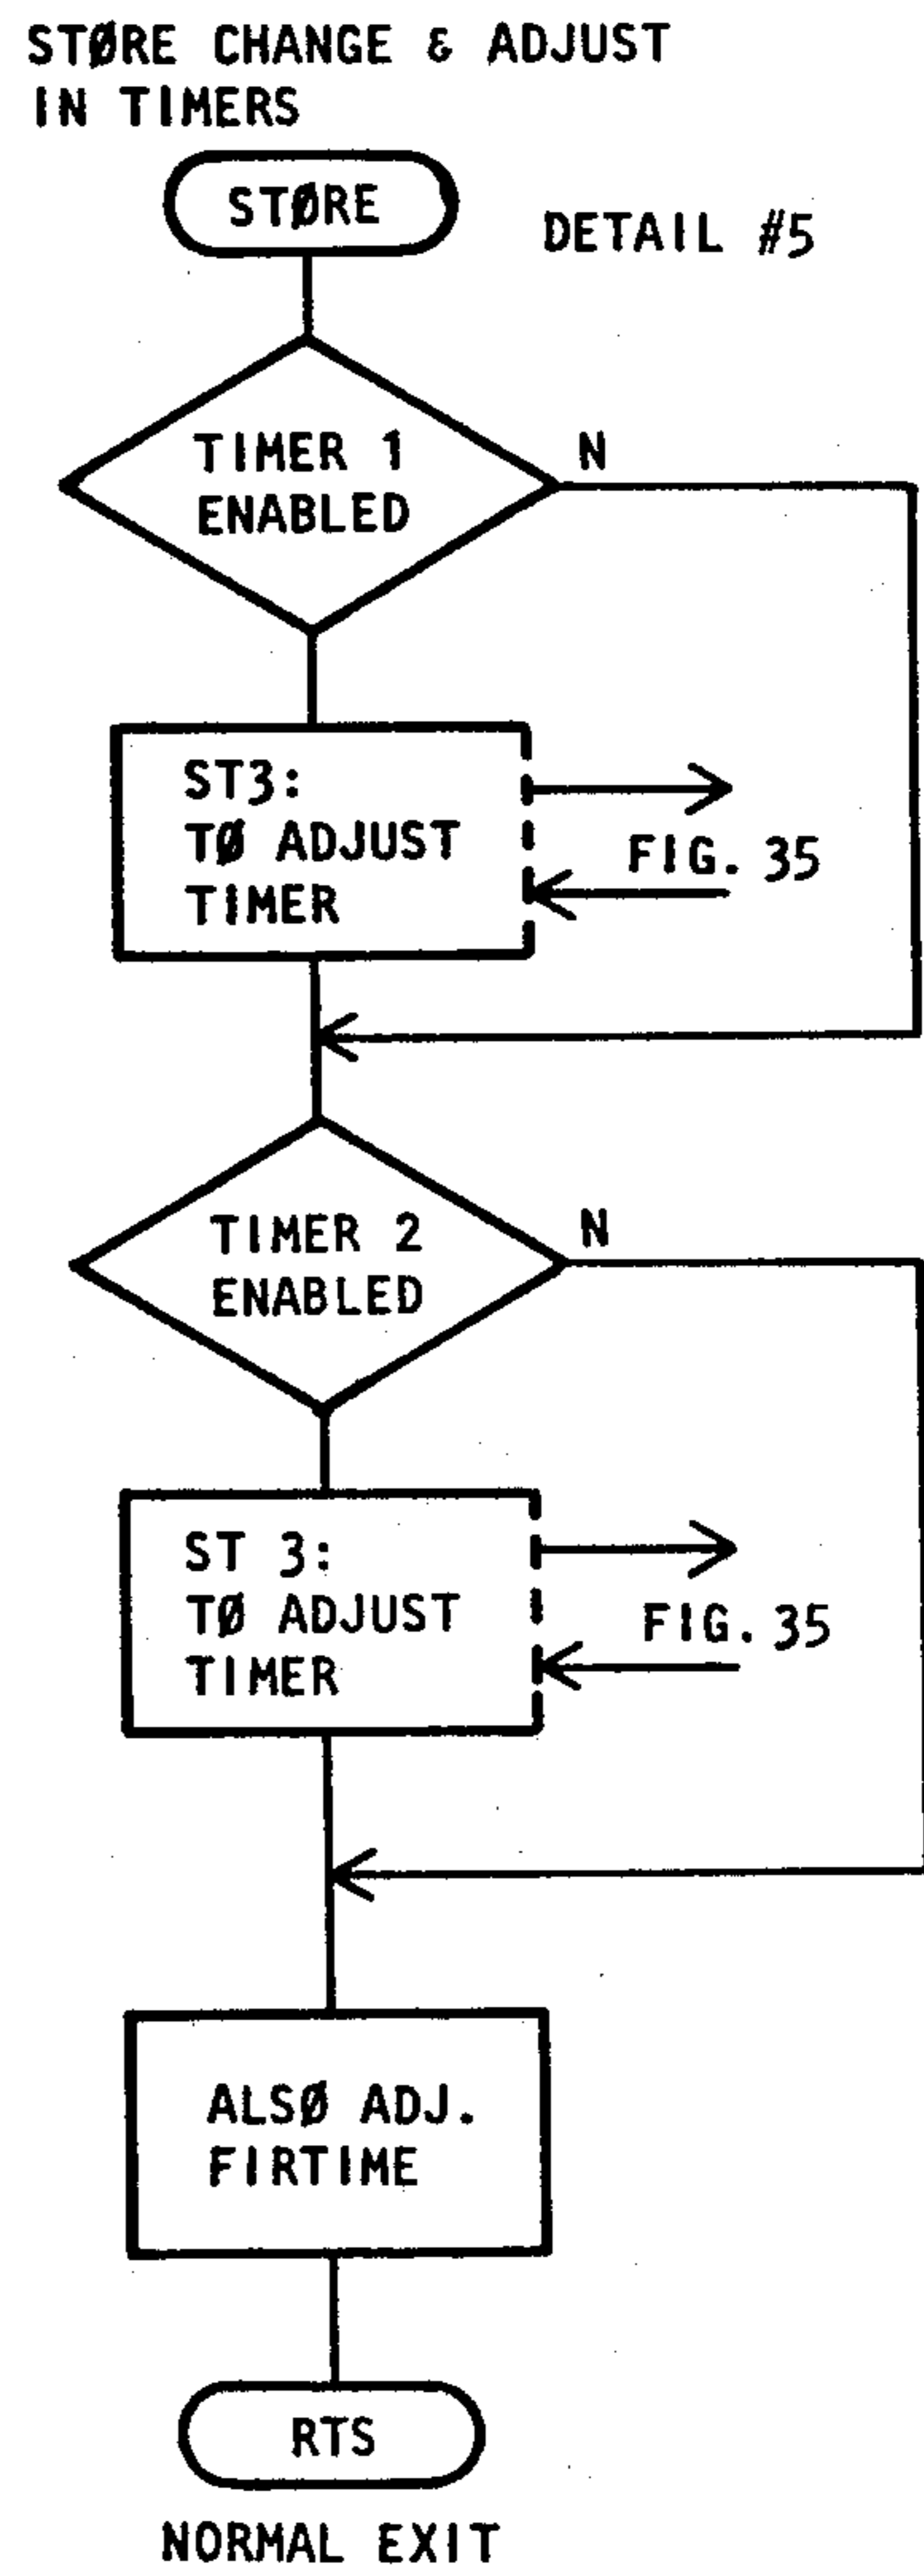 STØRE CHANGE & ADJUST
IN TIMERS
STØRE
DETAIL #5
TIMER 1
ENABLED
N
ST3:
TØ ADJUST
TIMER
FIG. 35
TIMER 2
ENABLED
N
ST 3:
TØ ADJUST
TIMER
FIG. 35
ALSØ ADJ.
FIRTIME
RTS
NORMAL EXIT